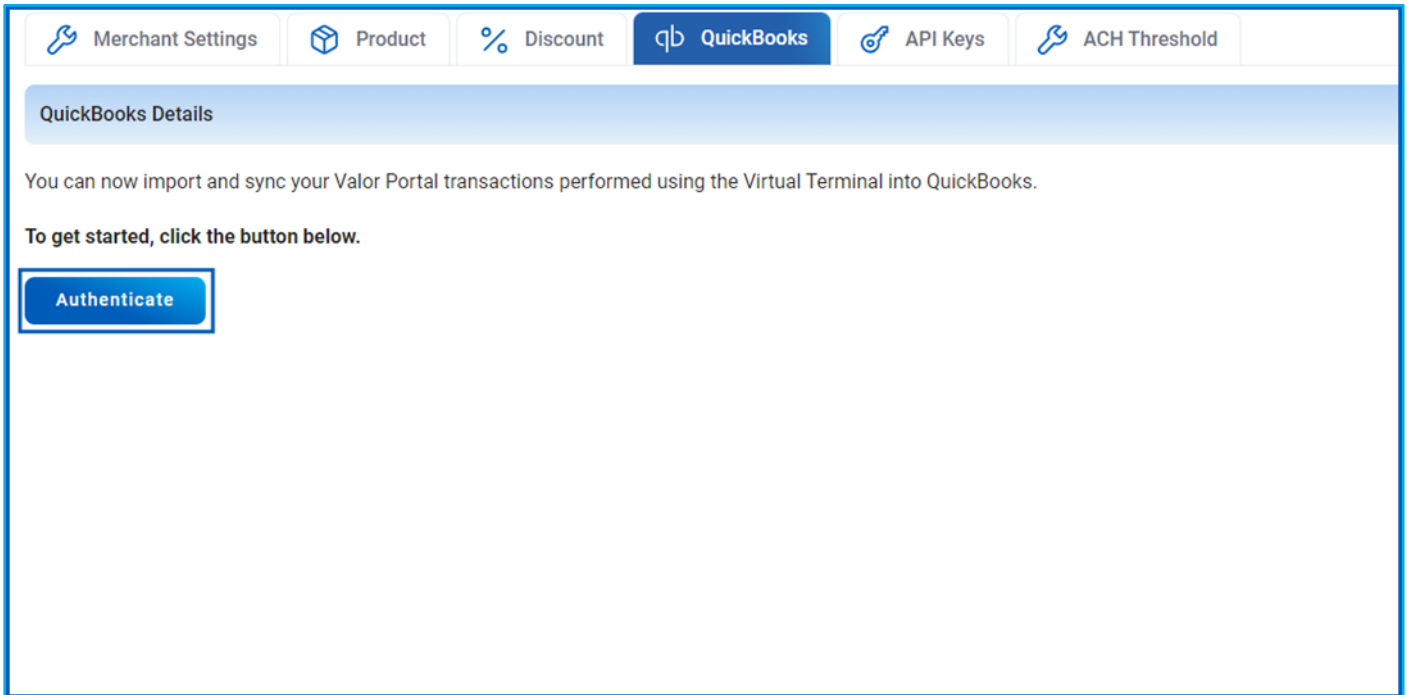 Merchant Settings Product Discount qb QuickBooks API Keys ACH Threshold
QuickBooks Details
You can now import and sync your Valor Portal transactions performed using the Virtual Terminal into QuickBooks.
To get started, click the button below.
Authenticate